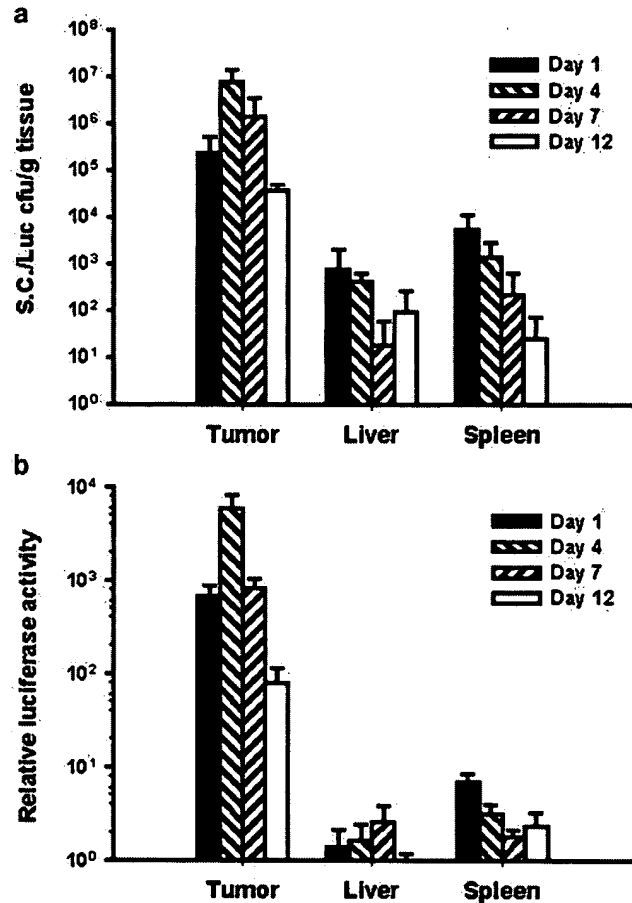 a
S.C./Luc cfu/g tissue
10⁸
10⁷
10⁶
10⁵
10⁴
10³
10²
10¹
10⁰
Day 1
Day 4
Day 7
Day 12
Tumor Liver Spleen
b
Relative luciferase activity
10⁴
10³
10²
10¹
10⁰
Day 1
Day 4
Day 7
Day 12
Tumor Liver Spleen